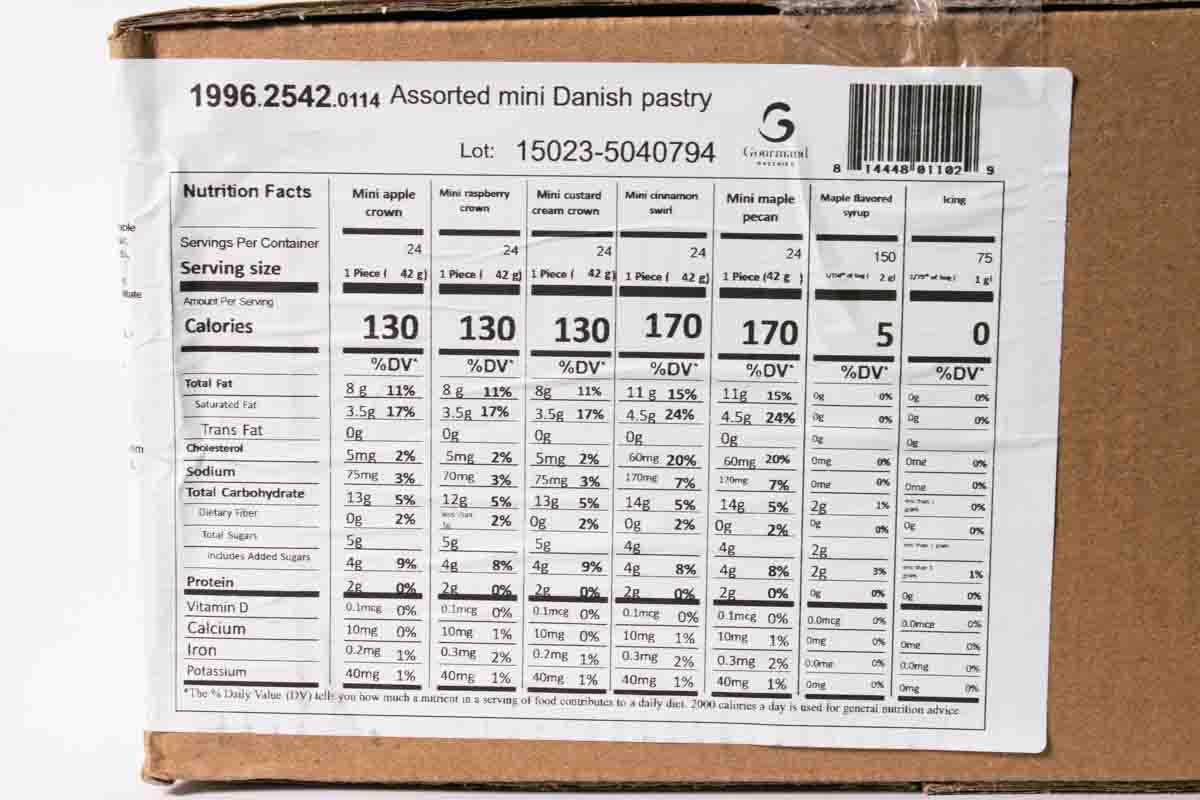 1996.2542.0114 Assorted mini Danish pastry
Lot: 15023-5040794
Gourmand
8 14448 01102 9
Nutrition Facts Mini apple crown Mini raspberry crown Mini custard cream crown Mini cinnamon swirl Mini maple pecan Maple flavored syrup Icing
Servings Per Container 24 24 24 24 24 150 75
Serving size 1 Piece ( 42 g) 1 Piece ( 42 g) 1 Piece ( 42 g) 1 Piece ( 42 g) 1 Piece (42 g ) 2 g) 1 g)
Amount Per Serving
Calories 130 130 130 170 170 5 0
%DV* %DV* %DV* %DV* %DV* %DV* %DV*
Total Fat 8 g 11% 8 g 11% 8g 11% 11 g 15% 11g 15% 0g 0% 0g 0%
Saturated Fat 3.5g 17% 3.5g 17% 3.5g 17% 4.5g 24% 4.5g 24% 0g 0% 0g 0%
Trans Fat 0g 0g 0g 0g 0g 0g 0g
Cholesterol 5mg 2% 5mg 2% 5mg 2% 60mg 20% 60mg 20% 0mg 0% 0mg 0%
Sodium 75mg 3% 70mg 3% 75mg 3% 170mg 7% 170mg 7% 0mg 0% 0mg 0%
Total Carbohydrate 13g 5% 12g 5% 13g 5% 14g 5% 14g 5% 2g 1% less than 1 gram 0%
Dietary Fiber 0g 2% less than 1g 2% 0g 2% 0g 2% 0g 2% 0g 0% 0g 0%
Total Sugars 5g 5g 5g 4g 4g 2g less than 1 gram
Includes Added Sugars 4g 9% 4g 8% 4g 9% 4g 8% 4g 8% 2g 3% less than 1 gram 1%
Protein 2g 0% 2g 0% 2g 0% 2g 0% 2g 0% 0g 0% 0g 0%
Vitamin D 0.1mcg 0% 0.1mcg 0% 0.1mcg 0% 0.1mcg 0% 0.1mcg 0% 0.0mcg 0% 0.0mcg 0%
Calcium 10mg 0% 10mg 1% 10mg 0% 10mg 1% 10mg 1% 0mg 0% 0mg 0%
Iron 0.2mg 1% 0.3mg 2% 0.2mg 1% 0.3mg 2% 0.3mg 2% 0.0mg 0% 0.0mg 0%
Potassium 40mg 1% 40mg 1% 40mg 1% 40mg 1% 40mg 1% 0mg 0% 0mg 0%
*The % Daily Value (DV) tells you how much a nutrient in a serving of food contributes to a daily diet. 2000 calories a day is used for general nutrition advice